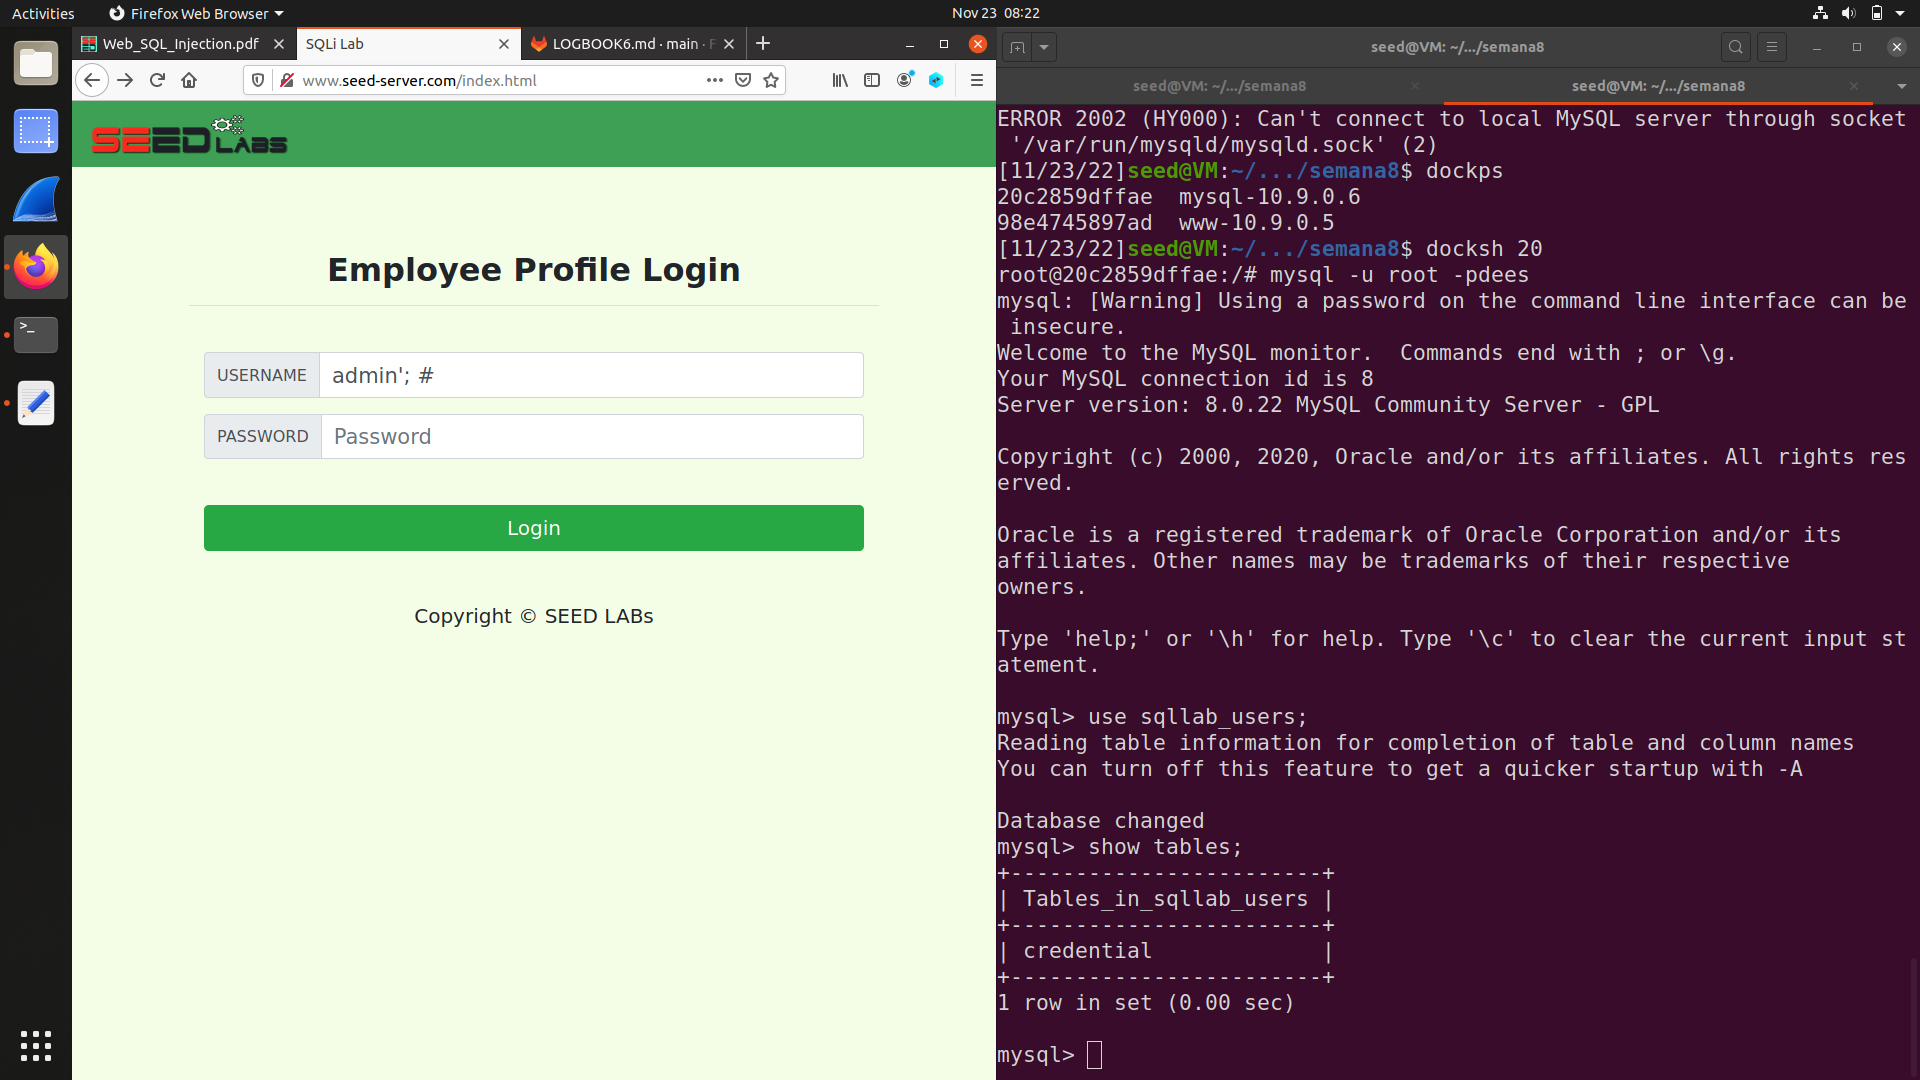 Activities
Firefox Web Browser
Nov 23 08:22
Web_SQL_Injection.pdf
SQLi Lab
LOGBOOK6.md · main · F
www.seed-server.com/index.html
SEED LABS
Employee Profile Login
USERNAME
admin'; #
PASSWORD
Password
Login
Copyright © SEED LABs
seed@VM: ~/.../semana8
seed@VM: ~/.../semana8
seed@VM: ~/.../semana8
ERROR 2002 (HY000): Can't connect to local MySQL server through socket
'/var/run/mysqld/mysqld.sock' (2)
[11/23/22]seed@VM:~/.../semana8$ dockps
20c2859dffae  mysql-10.9.0.6
98e4745897ad  www-10.9.0.5
[11/23/22]seed@VM:~/.../semana8$ docksh 20
root@20c2859dffae:/# mysql -u root -pdees
mysql: [Warning] Using a password on the command line interface can be
insecure.
Welcome to the MySQL monitor.  Commands end with ; or \g.
Your MySQL connection id is 8
Server version: 8.0.22 MySQL Community Server - GPL
Copyright (c) 2000, 2020, Oracle and/or its affiliates. All rights res
erved.
Oracle is a registered trademark of Oracle Corporation and/or its
affiliates. Other names may be trademarks of their respective
owners.
Type 'help;' or '\h' for help. Type '\c' to clear the current input st
atement.
mysql> use sqllab_users;
Reading table information for completion of table and column names
You can turn off this feature to get a quicker startup with -A
Database changed
mysql> show tables;
+------------------------+
| Tables_in_sqllab_users |
+------------------------+
| credential             |
+------------------------+
1 row in set (0.00 sec)
mysql>